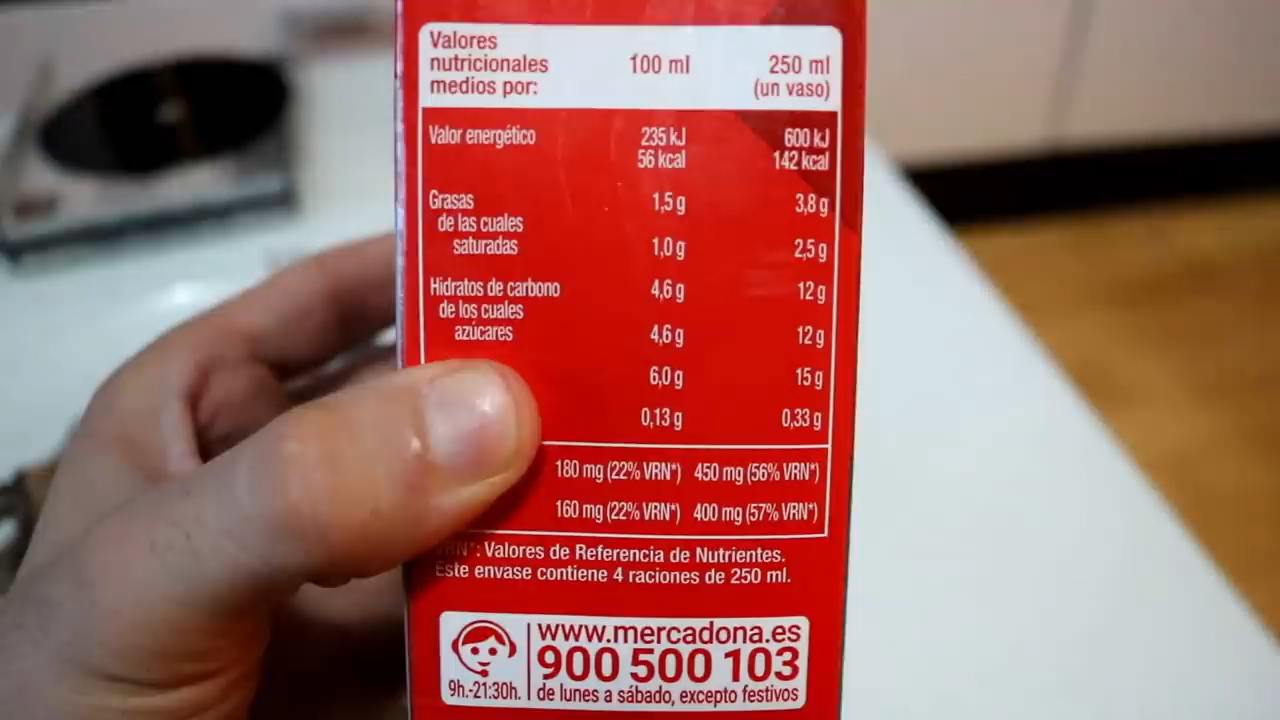 Valores
nutricionales
medios por:
100 ml
250 ml
(un vaso)
Valor energético
235 kJ
600 kJ
56 kcal
142 kcal
Grasas
1,5 g
3,8 g
de las cuales
saturadas
1,0 g
2,5 g
Hidratos de carbono
4,6 g
12 g
de los cuales
azúcares
4,6 g
12 g
6,0 g
15 g
0,13 g
0,33 g
180 mg (22% VRN*) 450 mg (56% VRN*)
160 mg (22% VRN*) 400 mg (57% VRN*)
VRN*: Valores de Referencia de Nutrientes.
Este envase contiene 4 raciones de 250 ml.
www.mercadona.es
900 500 103
9h.-21:30h.
de lunes a sábado, excepto festivos